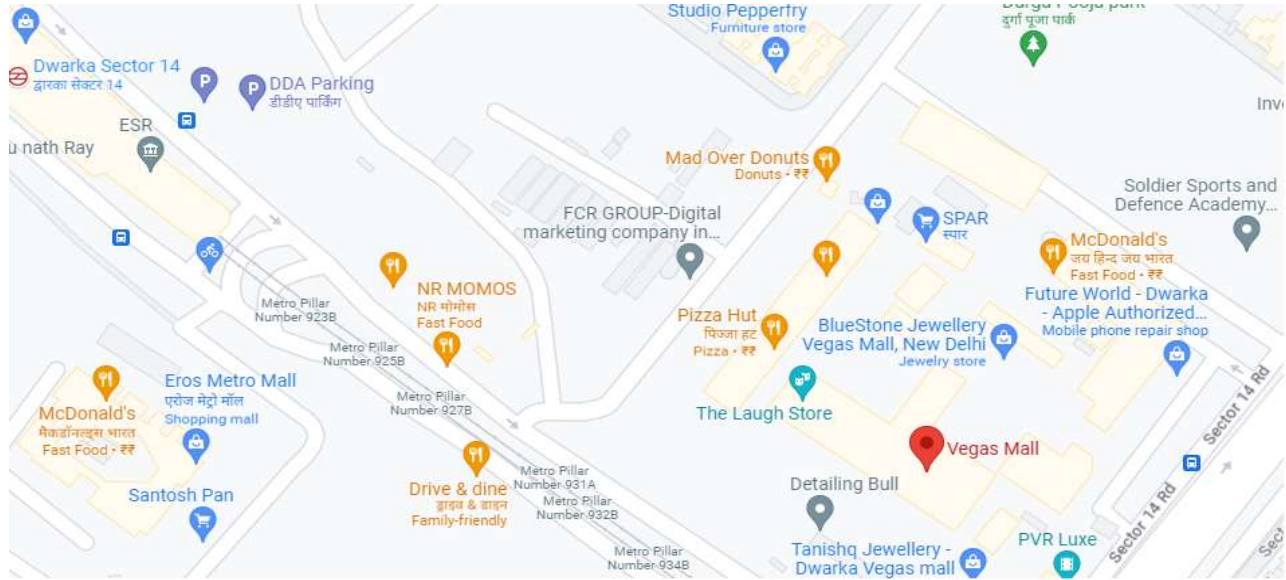 Studio Pepperfry
Furniture store
दुर्गा पूजा पार्क
Dwarka Sector 14
द्वारका सेक्टर 14
P
P
DDA Parking
डीडीए पार्किंग
ESR
u nath Ray
Inv
Mad Over Donuts
Donuts • ₹₹
Soldier Sports and
Defence Academy...
FCR GROUP-Digital
marketing company in...
SPAR
स्पार
McDonald's
जय हिन्द जय भारत
Fast Food • ₹₹
NR MOMOS
NR मोमोस
Fast Food
Metro Pillar
Number 923B
Pizza Hut
पिज्जा हट
Pizza • ₹₹
BlueStone Jewellery
Vegas Mall, New Delhi
Jewelry store
Future World - Dwarka
- Apple Authorized...
Mobile phone repair shop
Metro Pillar
Number 925B
Eros Metro Mall
एरोज मेट्रो मॉल
Shopping mall
Metro Pillar
Number 927B
McDonald's
मैकडॉनल्ड्स भारत
Fast Food • ₹₹
The Laugh Store
Sector 14 Rd
Vegas Mall
Drive & dine
ड्राइव & डाइन
Family-friendly
Metro Pillar
Number 931A
Metro Pillar
Number 932B
Detailing Bull
Santosh Pan
Sector 14 Rd
Sect
Metro Pillar
Number 934B
Tanishq Jewellery -
Dwarka Vegas mall
PVR Luxe